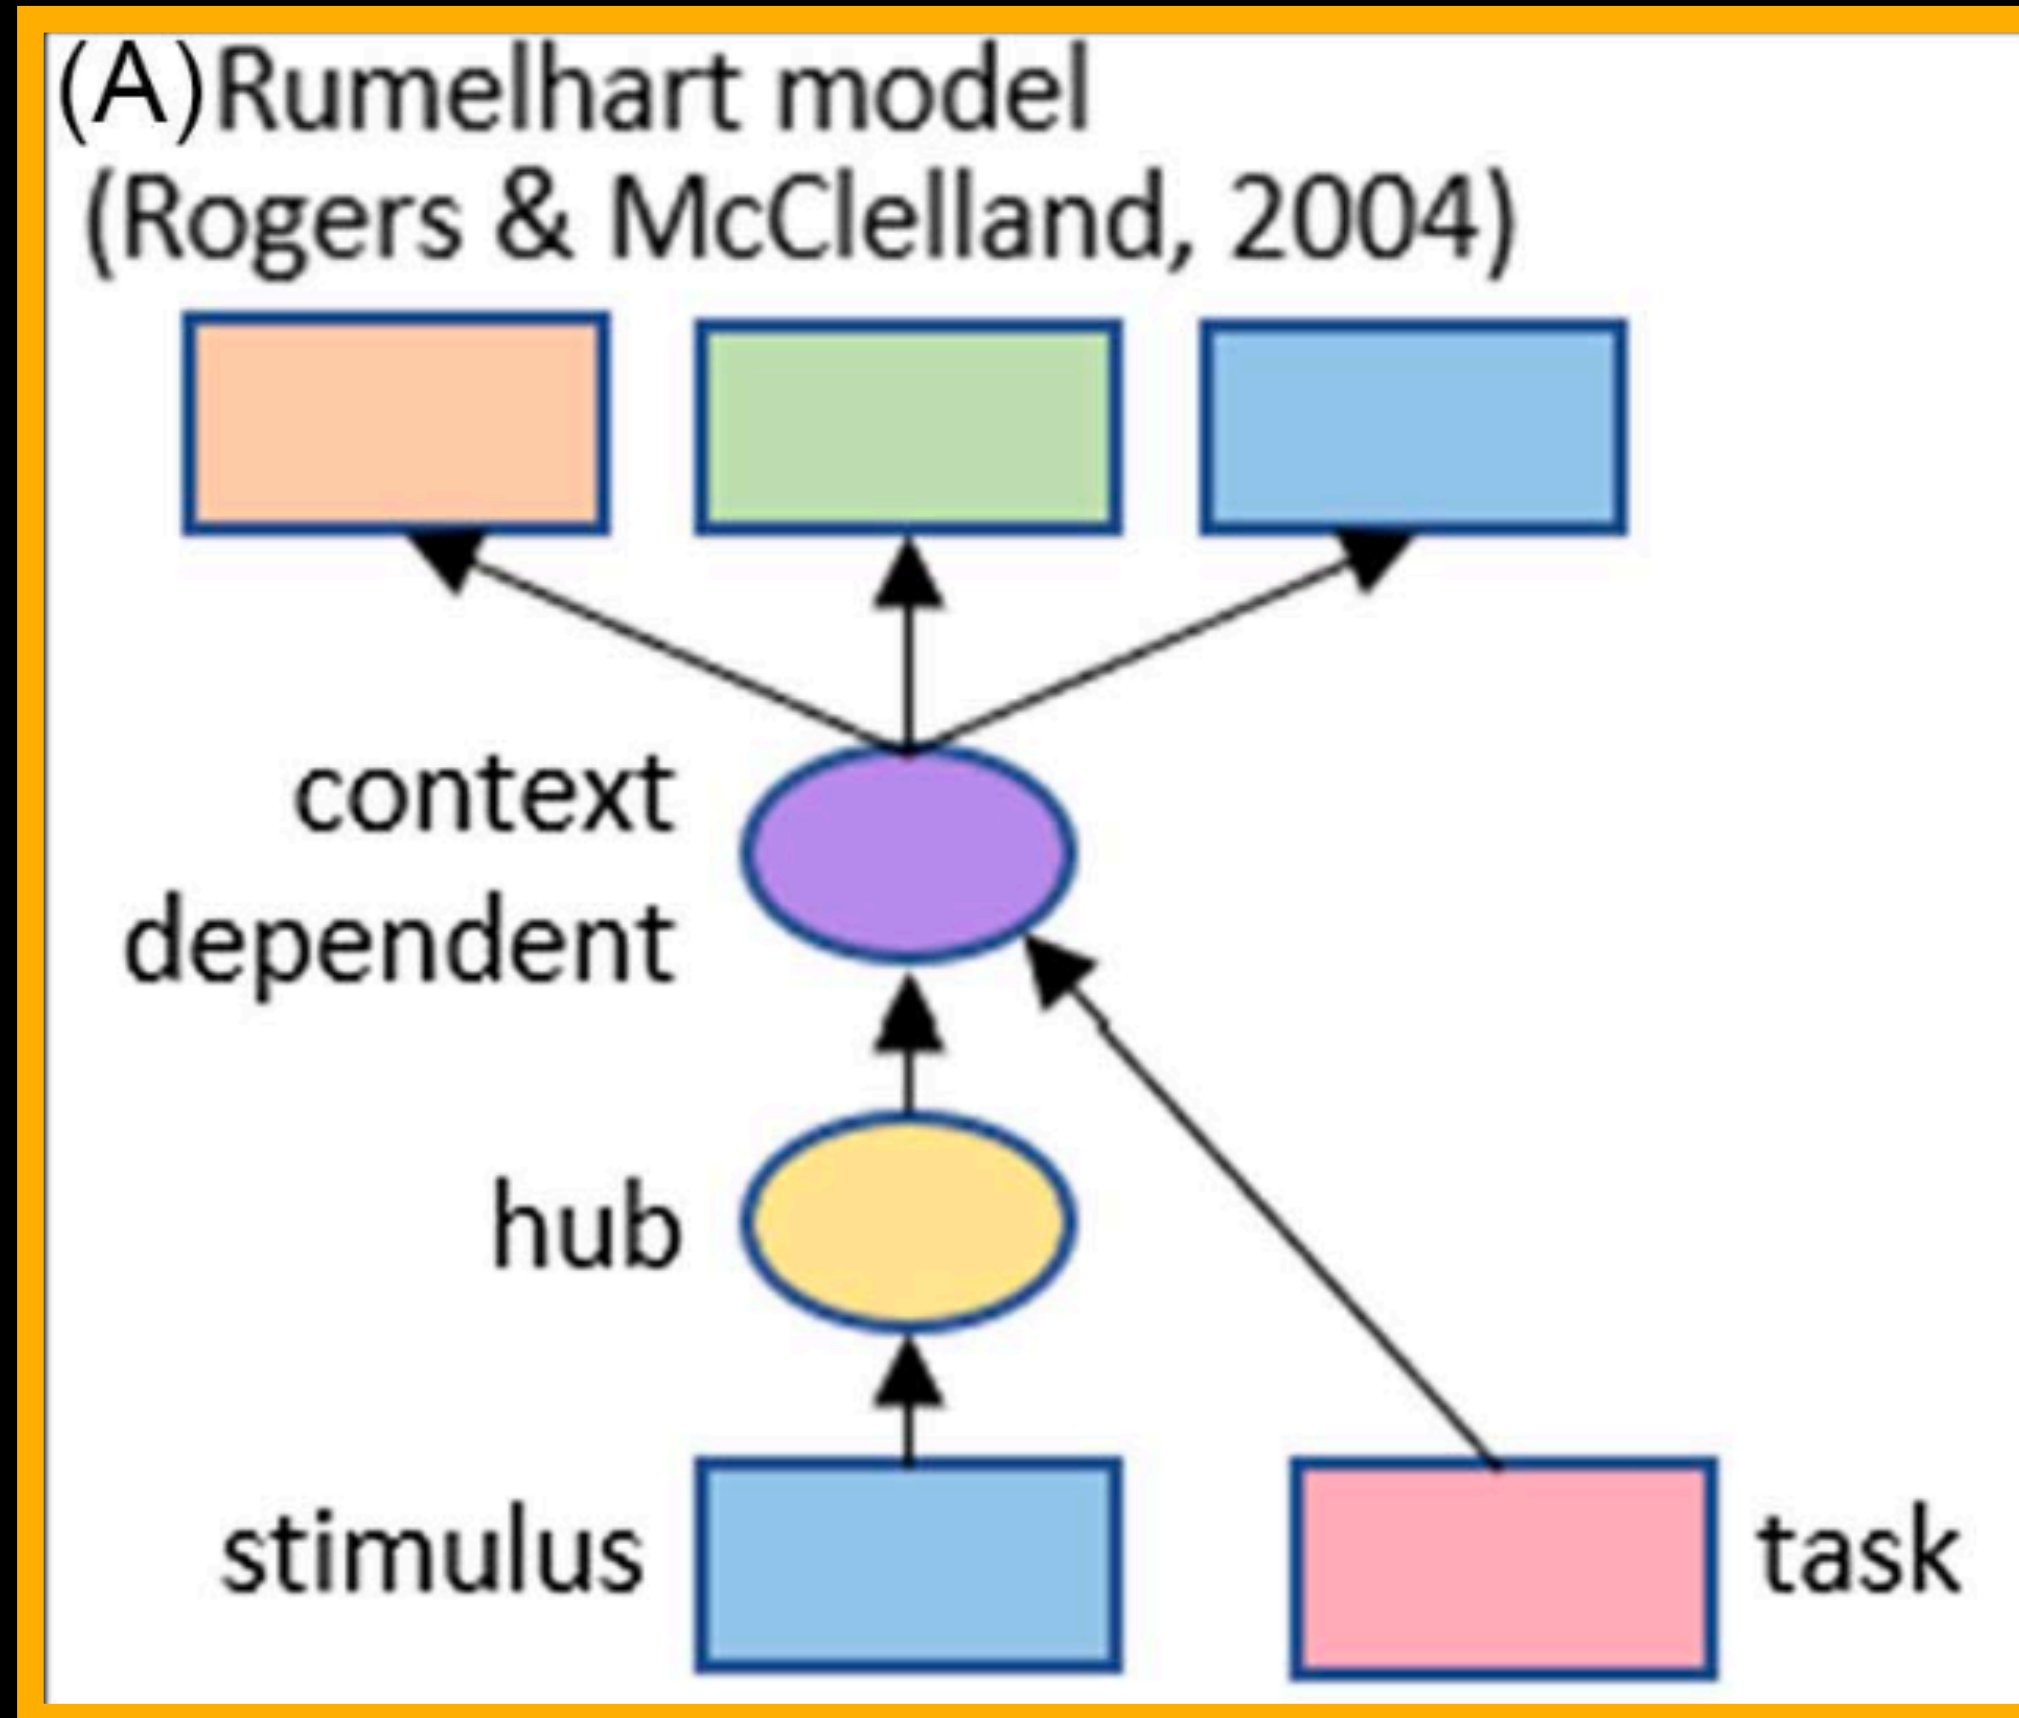 (A) Rumelhart model
(Rogers & McClelland, 2004)
context
dependent
hub
stimulus
task